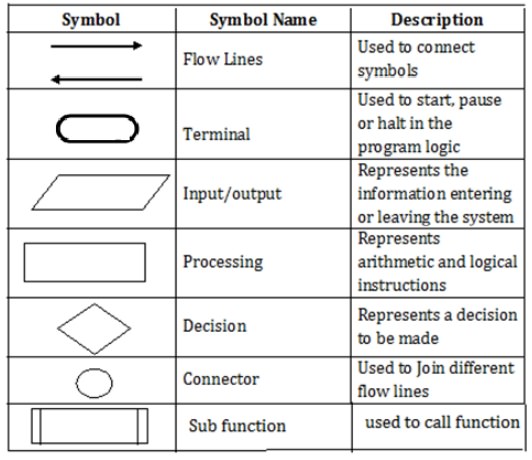 Symbol Symbol Name Description
Flow Lines
Used to connect
symbols
Terminal
Used to start, pause
or halt in the
program logic
Input/output
Represents the
information entering
or leaving the system
Processing
Represents
arithmetic and logical
instructions
Decision
Represents a decision
to be made
Connector
Used to Join different
flow lines
Sub function
used to call function